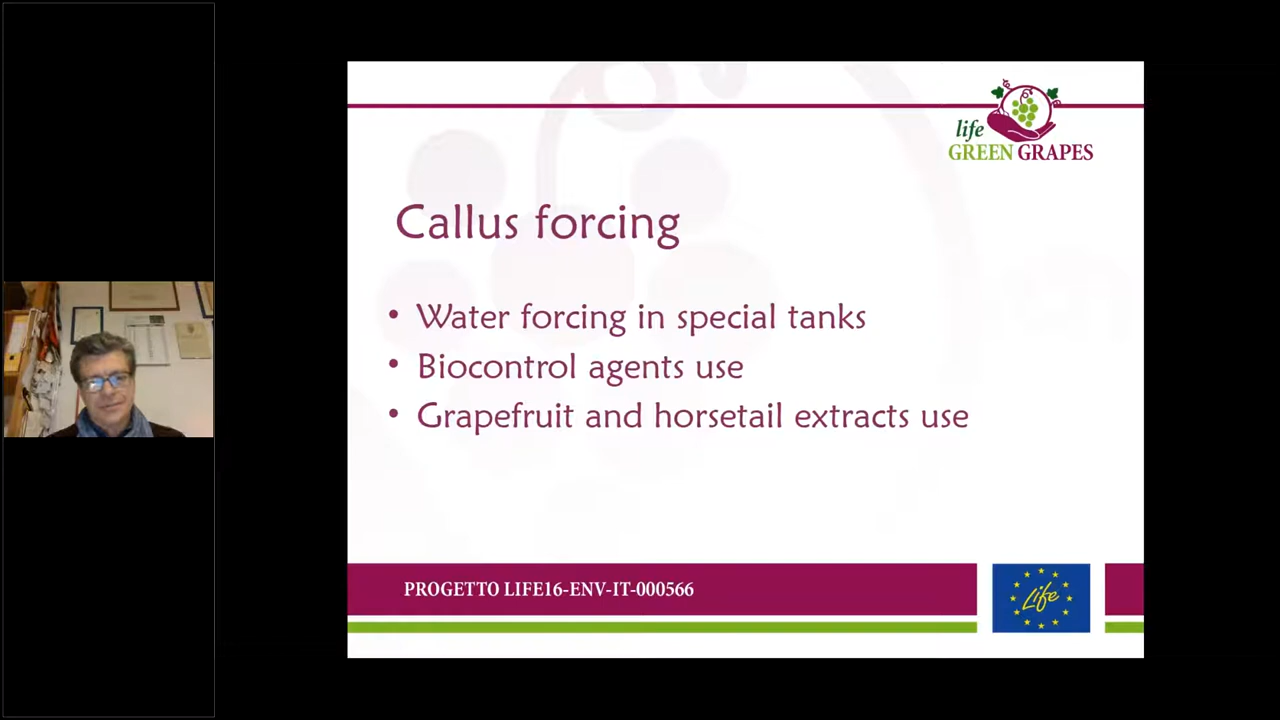 life
GREEN GRAPES
Callus forcing
• Water forcing in special tanks
• Biocontrol agents use
• Grapefruit and horsetail extracts use
PROGETTO LIFE16-ENV-IT-000566
Life